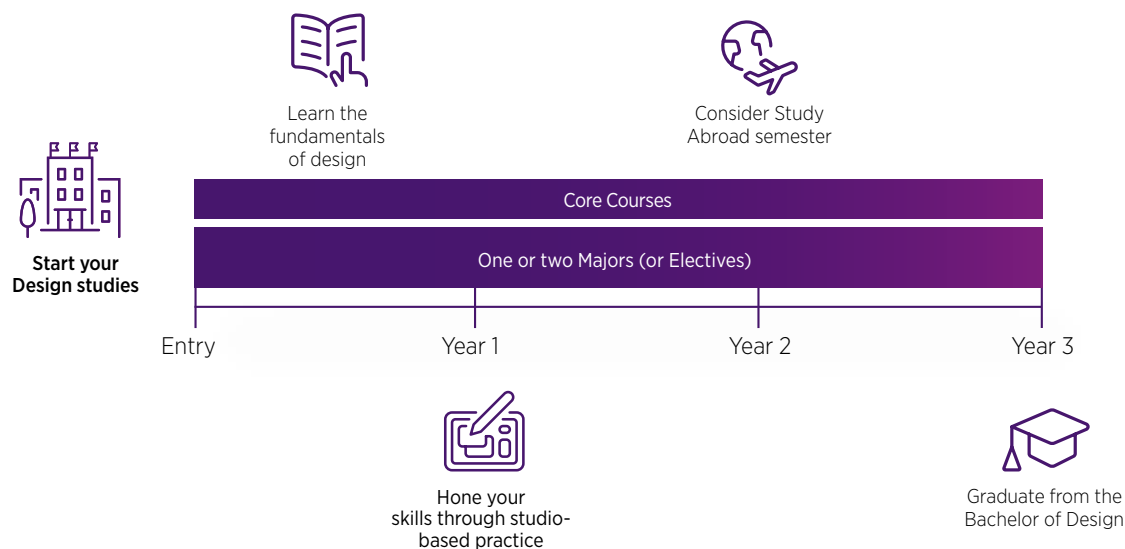 Learn the
fundamentals
of design
Consider Study
Abroad semester
Start your
Design studies
Core Courses
One or two Majors (or Electives)
Entry
Year 1
Year 2
Year 3
Hone your
skills through studio-
based practice
Graduate from the
Bachelor of Design